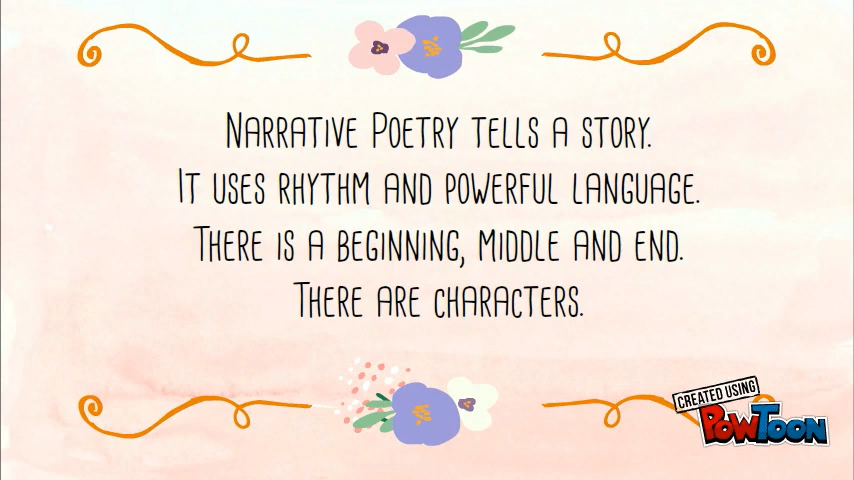 Narrative Poetry tells a story.
It uses rhythm and powerful language.
There is a beginning, middle and end.
There are characters.
CREATED USING
POWTOON